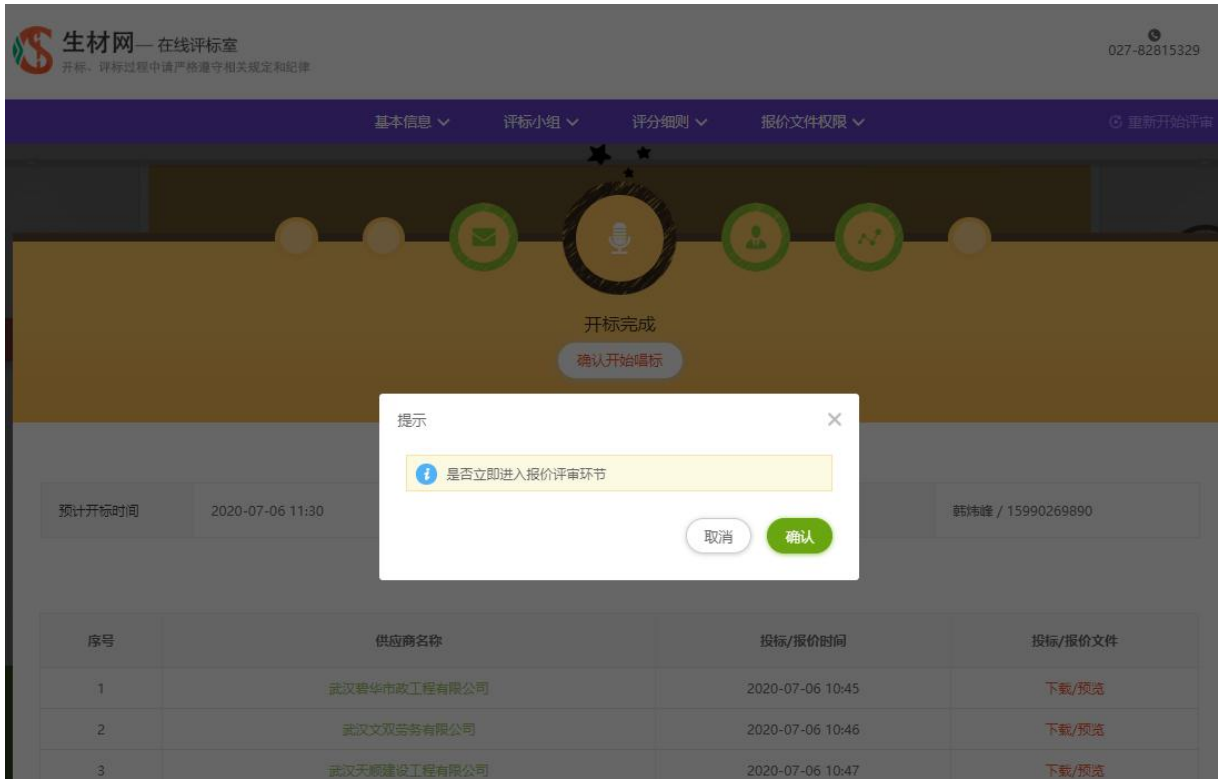 生材网— 在线评标室
开标、评标过程中请严格遵守相关规定和纪律
027-82815329
基本信息 评标小组 评分细则 报价文件权限 重新开始评审
开标完成
确认开始唱标
提示
是否立即进入报价评审环节
取消 确认
预计开标时间 2020-07-06 11:30 韩炜峰 / 15990269890
序号 供应商名称 投标/报价时间 投标/报价文件
1 武汉碧华市政工程有限公司 2020-07-06 10:45 下载/预览
2 武汉文双劳务有限公司 2020-07-06 10:46 下载/预览
3 武汉天顺建设工程有限公司 2020-07-06 10:47 下载/预览